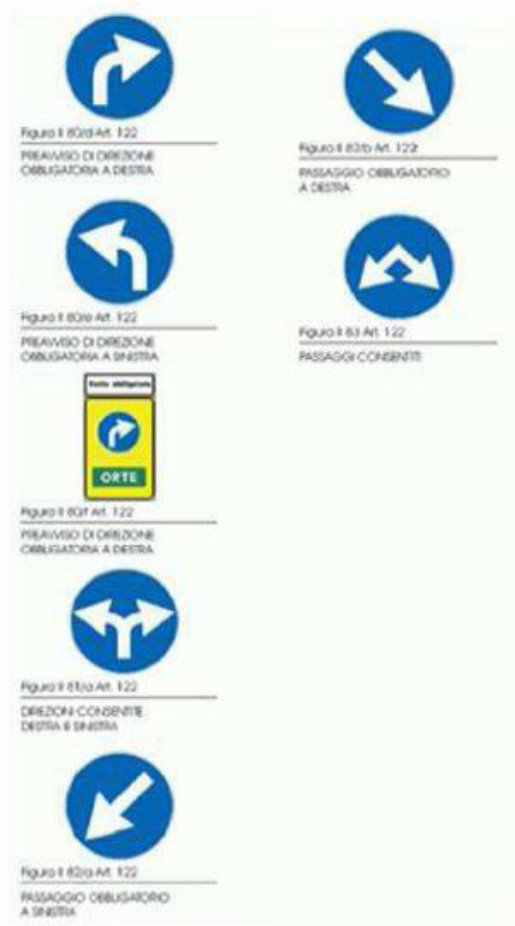 Figura II 80/d Art. 122
PREAVVISO DI DIREZIONE
OBBLIGATORIA A DESTRA
Figura II 80/e Art. 122
PREAVVISO DI DIREZIONE
OBBLIGATORIA A SINISTRA
ORTE
Figura II 80/f Art. 122
PREAVVISO DI DIREZIONE
OBBLIGATORIA A DESTRA
Figura II 81/a Art. 122
DIREZIONI CONSENTITE
DESTRA E SINISTRA
Figura II 82/a Art. 122
PASSAGGIO OBBLIGATORIO
A SINISTRA
Figura II 82/b Art. 122
PASSAGGIO OBBLIGATORIO
A DESTRA
Figura II 83 Art. 122
PASSAGGI CONSENTITI